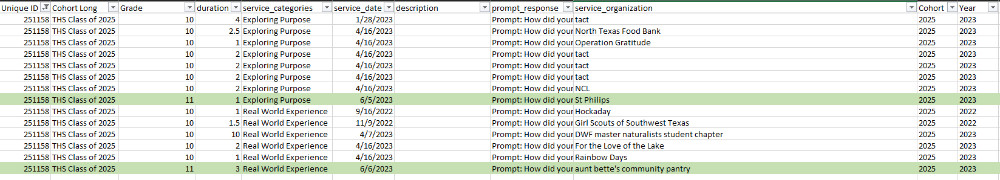 Unique ID Cohort Long Grade duration service_categories service_date description prompt_response service_organization Cohort Year
251158 THS Class of 2025 10 4 Exploring Purpose 1/28/2023 Prompt: How did your tact 2025 2023
251158 THS Class of 2025 10 2.5 Exploring Purpose 4/16/2023 Prompt: How did your North Texas Food Bank 2025 2023
251158 THS Class of 2025 10 1 Exploring Purpose 4/16/2023 Prompt: How did your Operation Gratitude 2025 2023
251158 THS Class of 2025 10 2 Exploring Purpose 4/16/2023 Prompt: How did your tact 2025 2023
251158 THS Class of 2025 10 2 Exploring Purpose 4/16/2023 Prompt: How did your tact 2025 2023
251158 THS Class of 2025 10 2 Exploring Purpose 4/16/2023 Prompt: How did your tact 2025 2023
251158 THS Class of 2025 10 2 Exploring Purpose 4/16/2023 Prompt: How did your NCL 2025 2023
251158 THS Class of 2025 11 1 Exploring Purpose 6/5/2023 Prompt: How did your St Philips 2025 2023
251158 THS Class of 2025 10 1 Real World Experience 9/16/2022 Prompt: How did your Hockaday 2025 2022
251158 THS Class of 2025 10 1.5 Real World Experience 11/9/2022 Prompt: How did your Girl Scouts of Southwest Texas 2025 2022
251158 THS Class of 2025 10 10 Real World Experience 4/7/2023 Prompt: How did your DWF master naturalists student chapter 2025 2023
251158 THS Class of 2025 10 2 Real World Experience 4/16/2023 Prompt: How did your For the Love of the Lake 2025 2023
251158 THS Class of 2025 10 1 Real World Experience 4/16/2023 Prompt: How did your Rainbow Days 2025 2023
251158 THS Class of 2025 11 3 Real World Experience 6/6/2023 Prompt: How did your aunt bette's community pantry 2025 2023